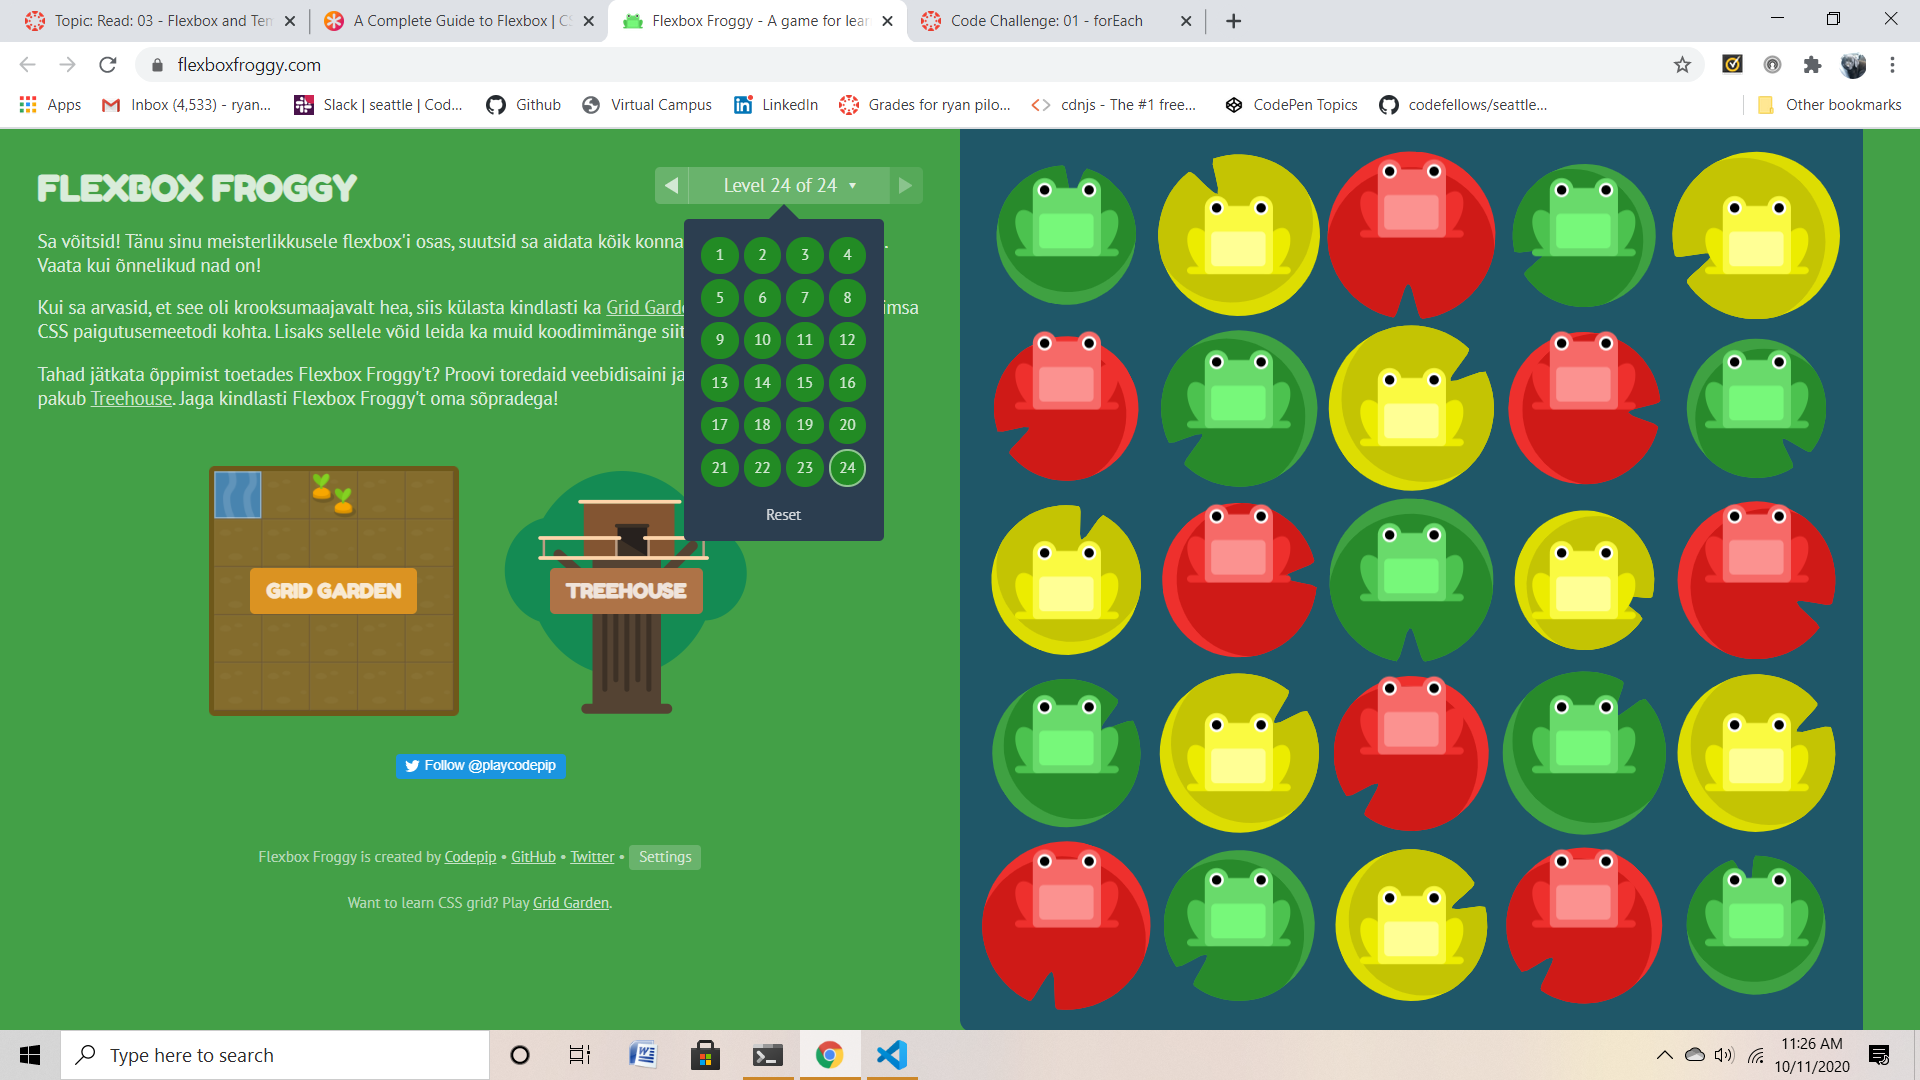 Topic: Read: 03 - Flexbox and Ten
A Complete Guide to Flexbox | CS
Flexbox Froggy - A game for lear
Code Challenge: 01 - forEach
flexboxfroggy.com
Apps
Inbox (4,533) - ryan...
Slack | seattle | Cod...
Github
Virtual Campus
LinkedIn
Grades for ryan pilo...
cdnjs - The #1 free...
CodePen Topics
codefellows/seattle...
Other bookmarks
FLEXBOX FROGGY
Level 24 of 24
Sa võitsid! Tänu sinu meisterlikkusele flexbox'i osas, suutsid sa aidata kõik konna .
Vaata kui õnnelikud nad on!
Kui sa arvasid, et see oli krooksumaajavalt hea, siis külasta kindlasti ka Grid Garde imsa
CSS paigutusemeetodi kohta. Lisaks sellele võid leida ka muid koodimimänge siit
Tahad jätkata õppimist toetades Flexbox Froggy't? Proovi toredaid veebidisaini ja
pakub Treehouse. Jaga kindlasti Flexbox Froggy't oma sõpradega!
1 2 3 4
5 6 7 8
9 10 11 12
13 14 15 16
17 18 19 20
21 22 23 24
Reset
GRID GARDEN
TREEHOUSE
Follow @playcodepip
Flexbox Froggy is created by Codepip • GitHub • Twitter • Settings
Want to learn CSS grid? Play Grid Garden.
Type here to search
11:26 AM
10/11/2020